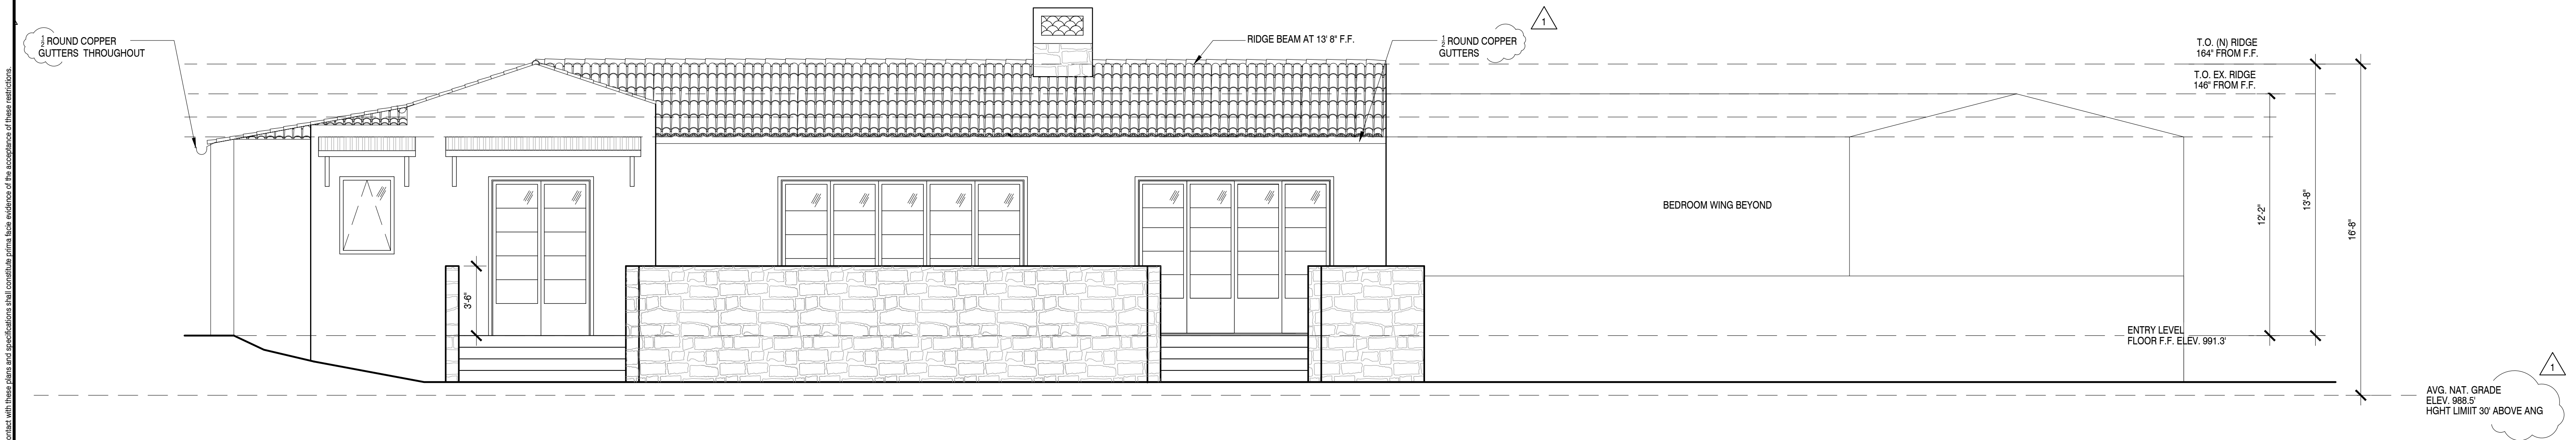 ontact with these plans and specifications shall constitute prima facie evidence of the acceptance of these restrictions.
½ ROUND COPPER
GUTTERS THROUGHOUT
RIDGE BEAM AT 13' 8" F.F.
½ ROUND COPPER
GUTTERS
1
T.O. (N) RIDGE
164" FROM F.F.
T.O. EX. RIDGE
146" FROM F.F.
BEDROOM WING BEYOND
12'-2"
13'-8"
16'-8"
3'-6"
ENTRY LEVEL
FLOOR F.F. ELEV. 991.3'
1
AVG. NAT. GRADE
ELEV. 988.5'
HGHT LIMIIT 30' ABOVE ANG